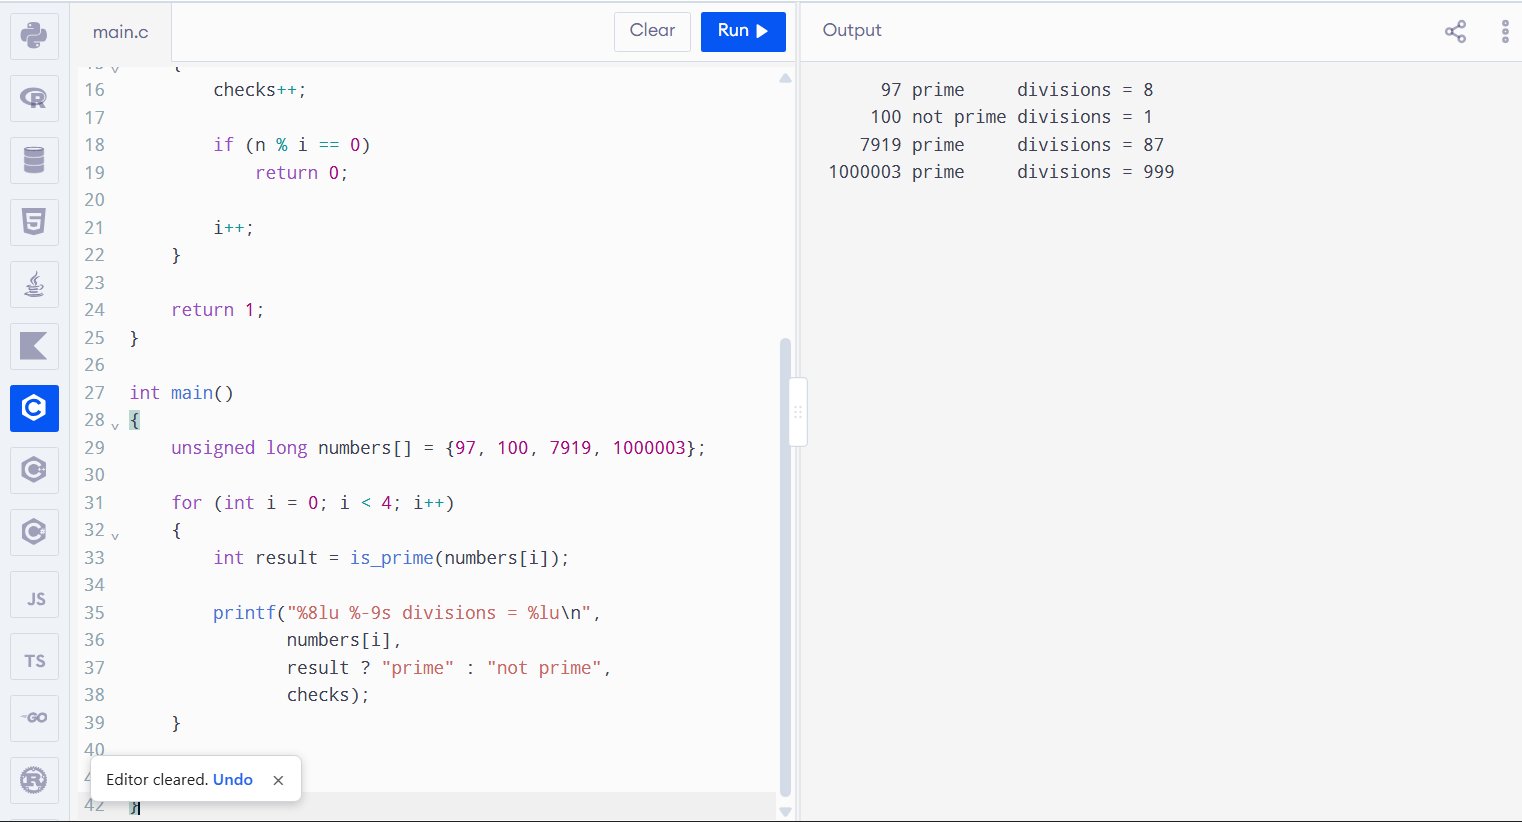 main.c
Clear
Run
Output
16 checks++;
17
18 if (n % i == 0)
19 return 0;
20
21 i++;
22 }
23
24 return 1;
25 }
26
27 int main()
28 {
29 unsigned long numbers[] = {97, 100, 7919, 1000003};
30
31 for (int i = 0; i < 4; i++)
32 {
33 int result = is_prime(numbers[i]);
34
35 printf("%8lu %-9s divisions = %lu\n",
36 numbers[i],
37 result ? "prime" : "not prime",
38 checks);
39 }
40
42 }
Editor cleared. Undo ×
97 prime divisions = 8
100 not prime divisions = 1
7919 prime divisions = 87
1000003 prime divisions = 999
R
5
C
C
C
JS
TS
GO
R